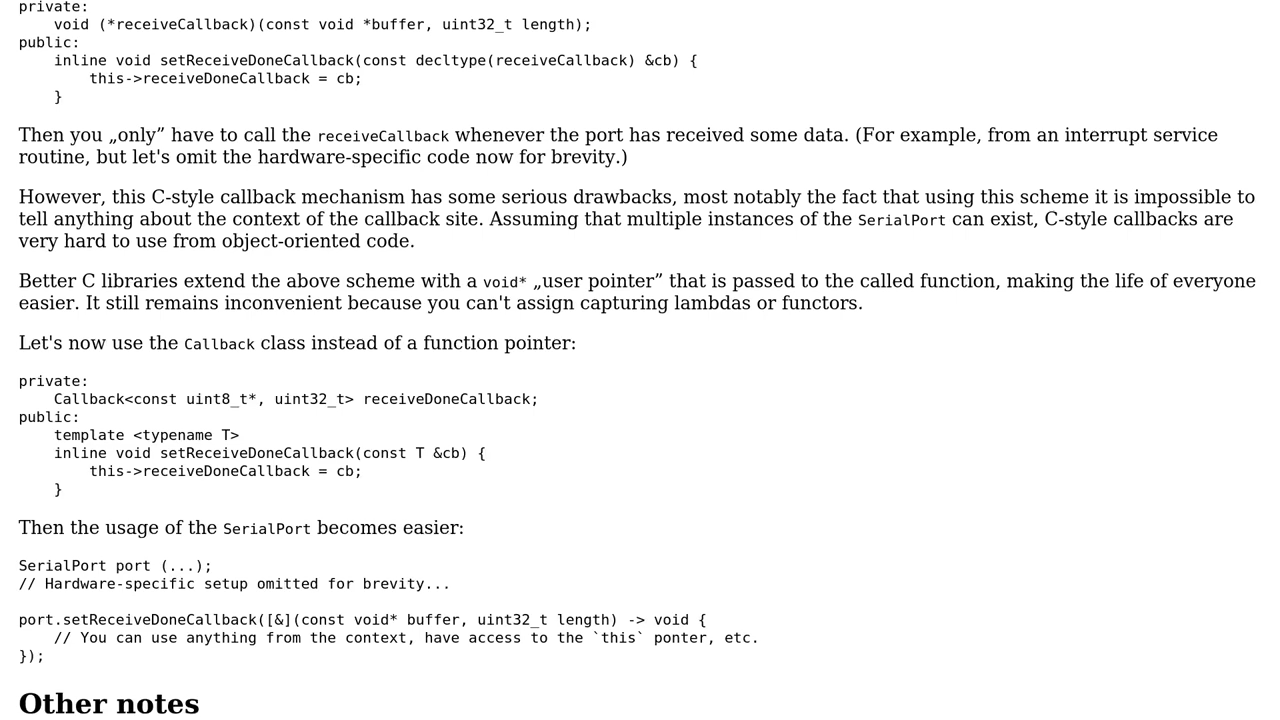 private:
    void (*receiveCallback)(const void *buffer, uint32_t length);
public:
    inline void setReceiveDoneCallback(const decltype(receiveCallback) &cb) {
        this->receiveDoneCallback = cb;
    }
Then you „only” have to call the receiveCallback whenever the port has received some data. (For example, from an interrupt service
routine, but let's omit the hardware-specific code now for brevity.)
However, this C-style callback mechanism has some serious drawbacks, most notably the fact that using this scheme it is impossible to
tell anything about the context of the callback site. Assuming that multiple instances of the SerialPort can exist, C-style callbacks are
very hard to use from object-oriented code.
Better C libraries extend the above scheme with a void* „user pointer” that is passed to the called function, making the life of everyone
easier. It still remains inconvenient because you can't assign capturing lambdas or functors.
Let's now use the Callback class instead of a function pointer:
private:
    Callback<const uint8_t*, uint32_t> receiveDoneCallback;
public:
    template <typename T>
    inline void setReceiveDoneCallback(const T &cb) {
        this->receiveDoneCallback = cb;
    }
Then the usage of the SerialPort becomes easier:
SerialPort port (...);
// Hardware-specific setup omitted for brevity...
port.setReceiveDoneCallback([&](const void* buffer, uint32_t length) -> void {
    // You can use anything from the context, have access to the `this` ponter, etc.
});
Other notes